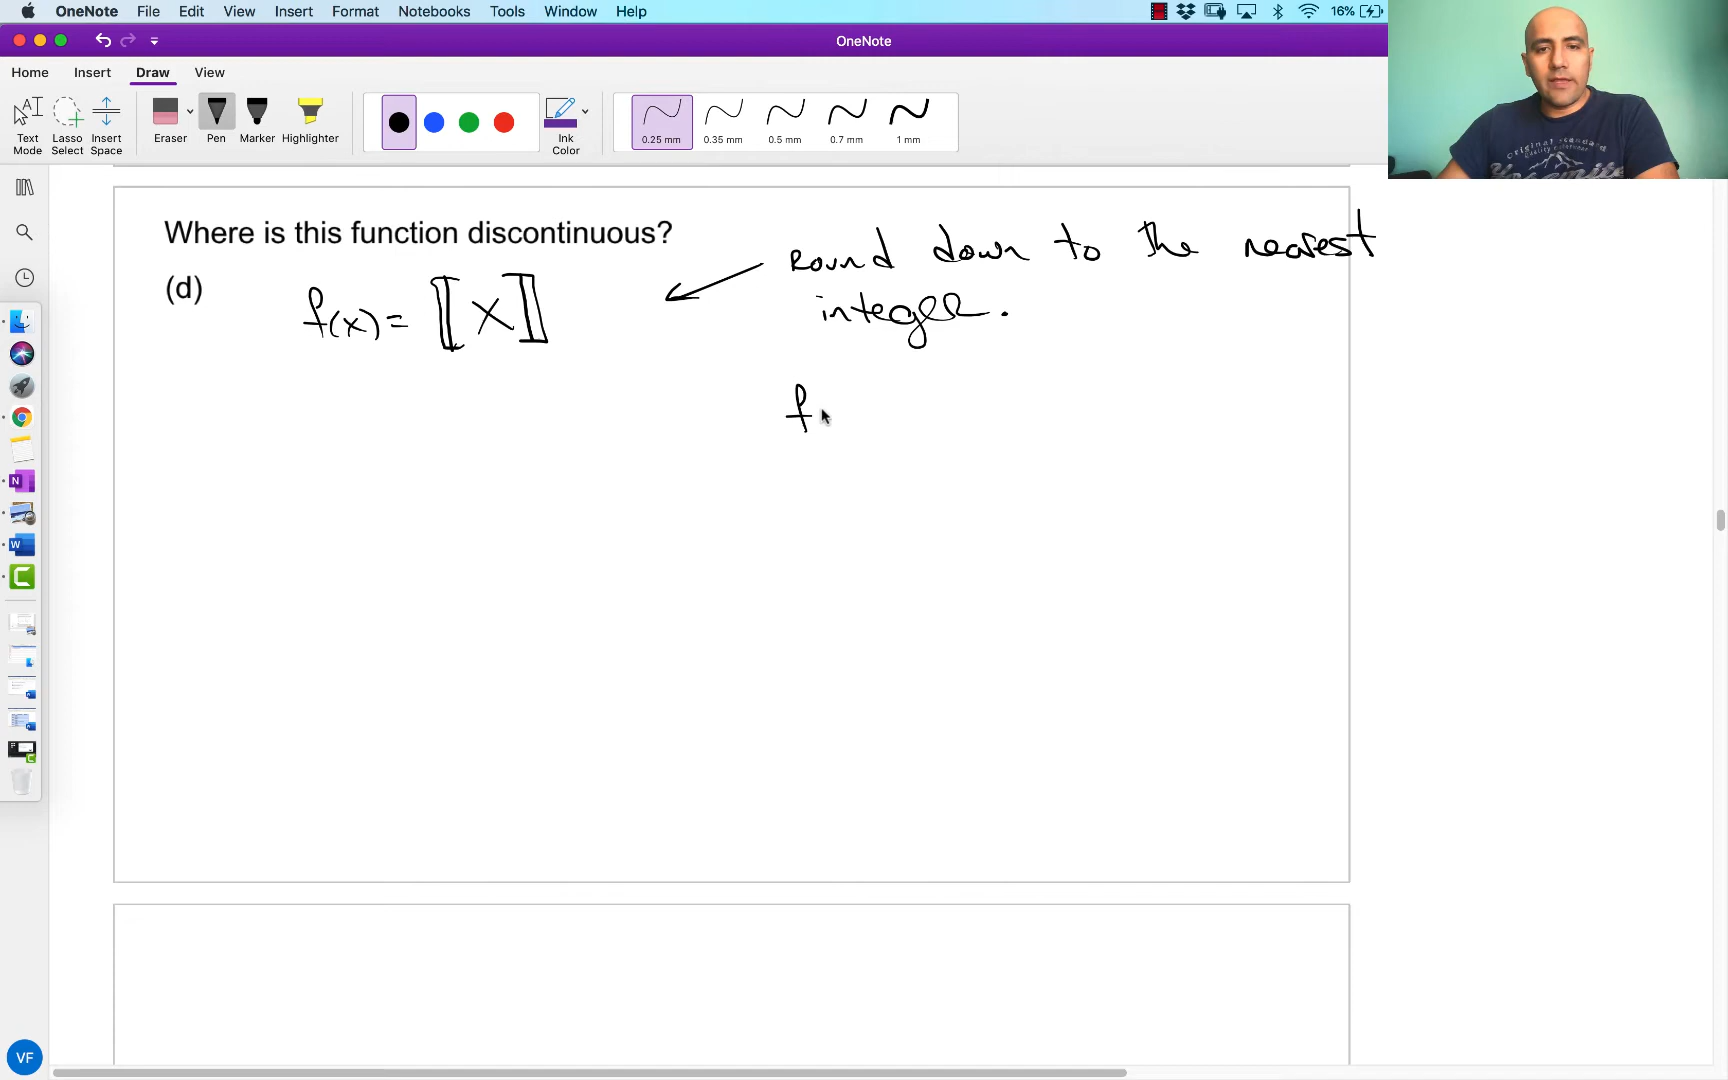 OneNote File Edit View Insert Format Notebooks Tools Window Help 16%
OneNote
Home Insert Draw View
Text Mode Lasso Select Insert Space Eraser Pen Marker Highlighter Ink Color 0.25 mm 0.35 mm 0.5 mm 0.7 mm 1 mm
Original standard
Where is this function discontinuous?
Round down to the nearest
(d) f(x) = ⟦x⟧
integer.
f
VF